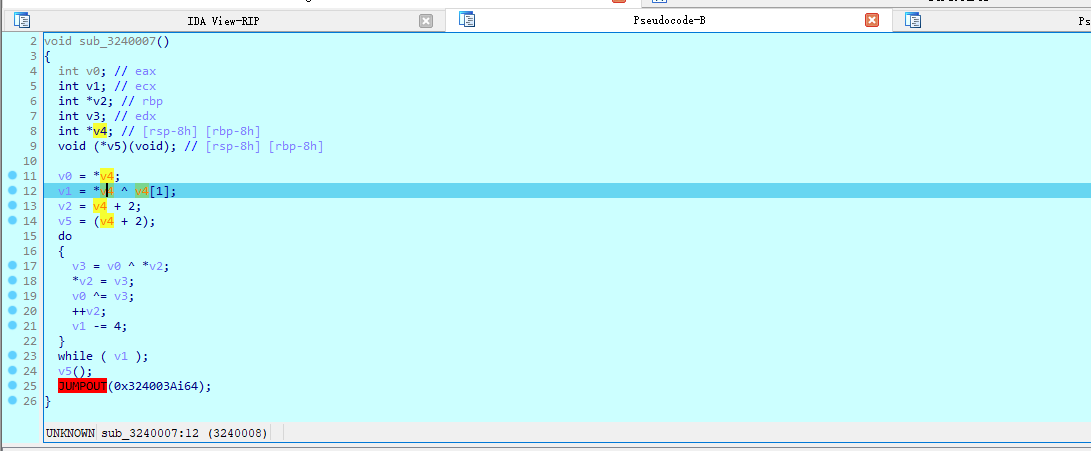 IDA View-RIP Pseudocode-B Ps
2 void sub_3240007()
3 {
4 int v0; // eax
5 int v1; // ecx
6 int *v2; // rbp
7 int v3; // edx
8 int *v4; // [rsp-8h] [rbp-8h]
9 void (*v5)(void); // [rsp-8h] [rbp-8h]
10
11 v0 = *v4;
12 v1 = *v4 ^ v4[1];
13 v2 = v4 + 2;
14 v5 = (v4 + 2);
15 do
16 {
17 v3 = v0 ^ *v2;
18 *v2 = v3;
19 v0 ^= v3;
20 ++v2;
21 v1 -= 4;
22 }
23 while ( v1 );
24 v5();
25 JUMPOUT(0x324003Ai64);
26 }
UNKNOWN sub_3240007:12 (3240008)